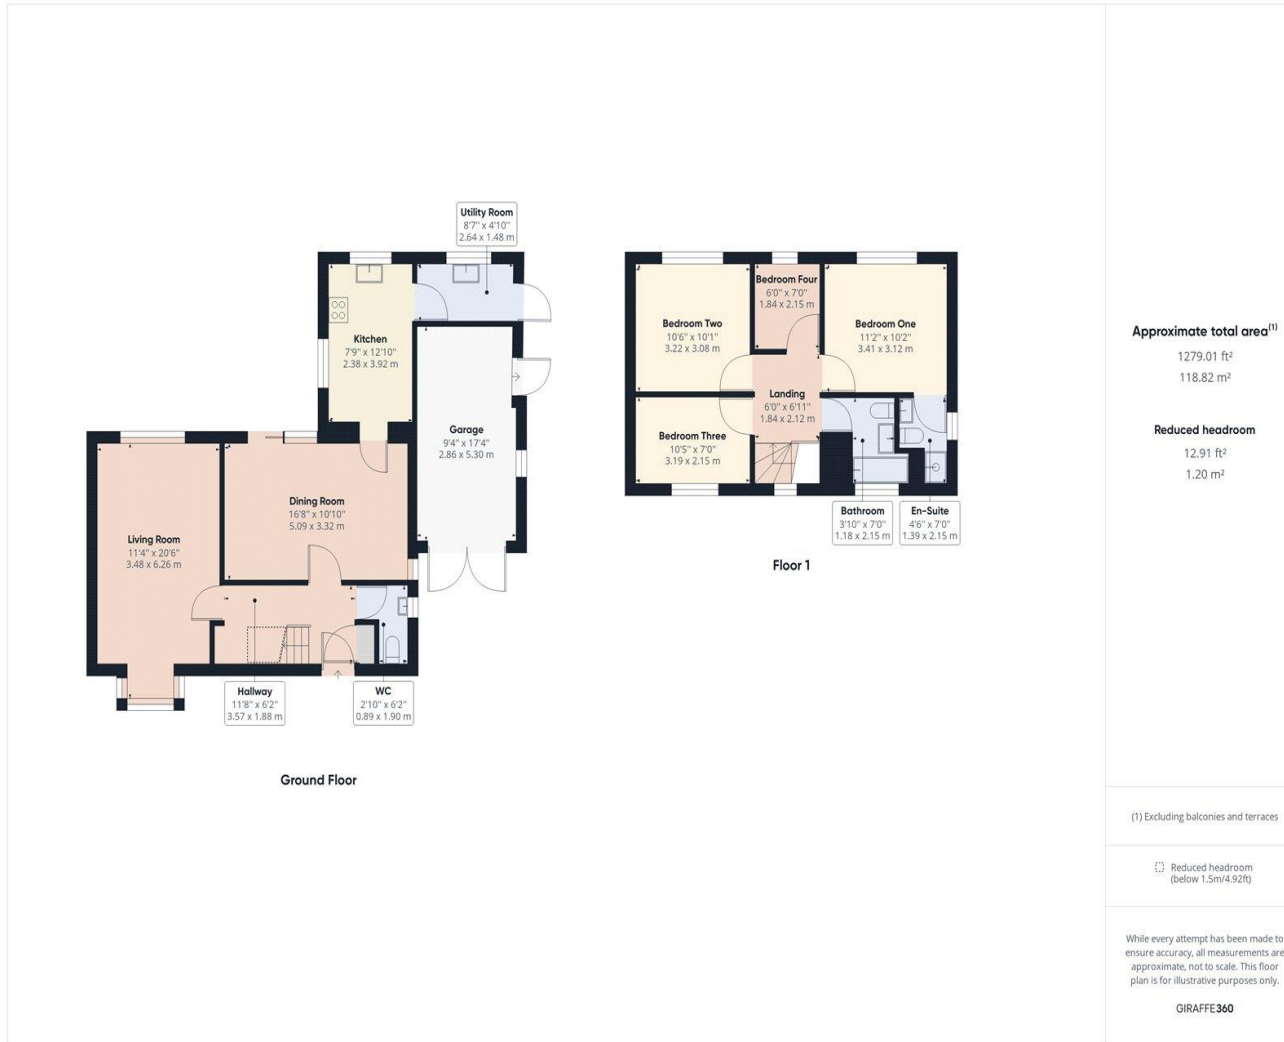 Utility Room
8'7" x 4'10"
2.64 x 1.48 m
Kitchen
7'9" x 12'10"
2.38 x 3.92 m
Garage
9'4" x 17'4"
2.86 x 5.30 m
Dining Room
16'8" x 10'10"
5.09 x 3.32 m
Living Room
11'4" x 20'6"
3.48 x 6.26 m
Hallway
11'8" x 6'2"
3.57 x 1.88 m
WC
2'10" x 6'2"
0.89 x 1.90 m
Ground Floor
Bedroom Two
10'6" x 10'1"
3.22 x 3.08 m
Bedroom Four
6'0" x 7'0"
1.84 x 2.15 m
Bedroom One
11'2" x 10'2"
3.41 x 3.12 m
Landing
6'0" x 6'11"
1.84 x 2.12 m
Bedroom Three
10'5" x 7'0"
3.19 x 2.15 m
Bathroom
3'10" x 7'0"
1.18 x 2.15 m
En-Suite
4'6" x 7'0"
1.39 x 2.15 m
Floor 1
Approximate total area(1)
1279.01 ft²
118.82 m²
Reduced headroom
12.91 ft²
1.20 m²
(1) Excluding balconies and terraces
Reduced headroom
(below 1.5m/4.92ft)
While every attempt has been made to
ensure accuracy, all measurements are
approximate, not to scale. This floor
plan is for illustrative purposes only.
GIRAFFE360